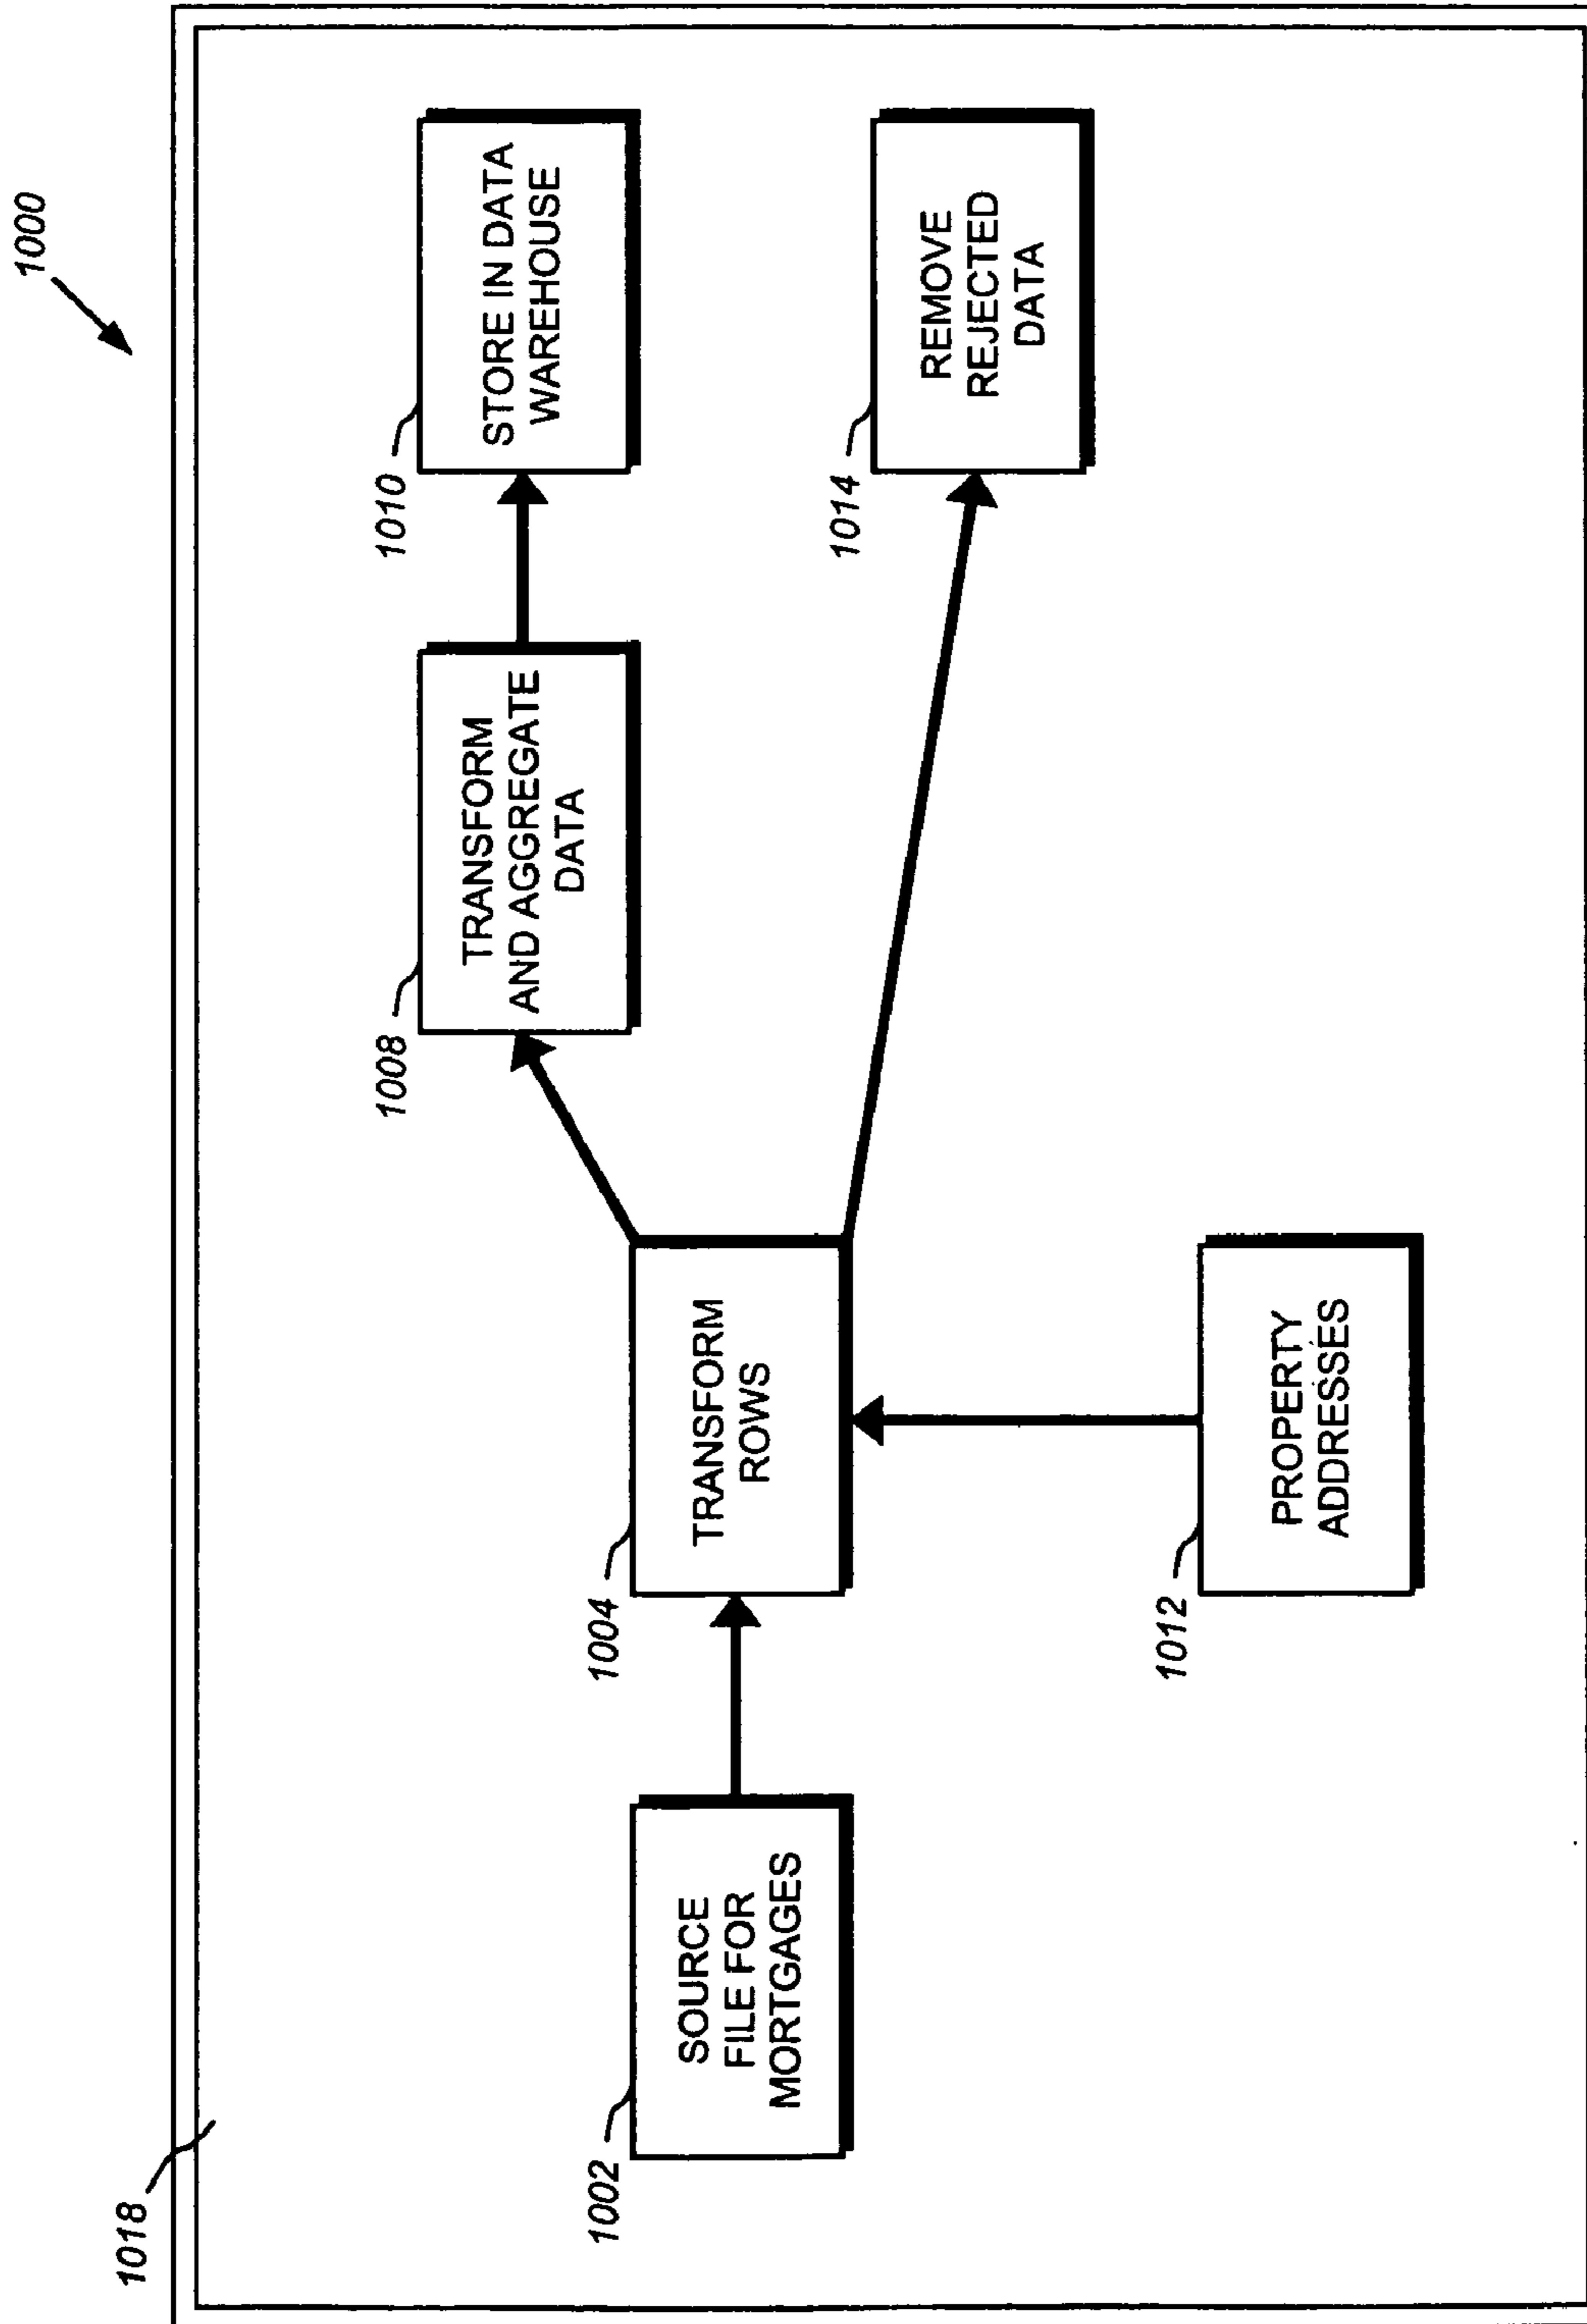 1000
1018
1008
TRANSFORM
AND AGGREGATE
DATA
1010
STORE IN DATA
WAREHOUSE
1002
SOURCE
FILE FOR
MORTGAGES
1004
TRANSFORM
ROWS
1014
REMOVE
REJECTED
DATA
1012
PROPERTY
ADDRESSES